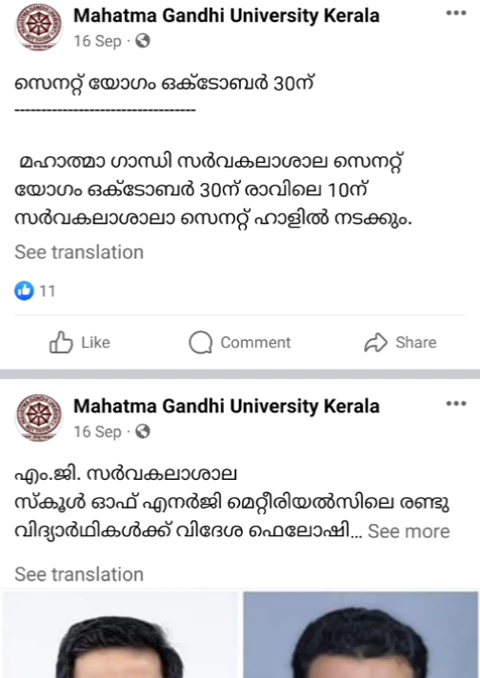 Mahatma Gandhi University Kerala
16 Sep ·
സെനറ്റ് യോഗം ഒക്ടോബർ 30ന്
----------------------------------
മഹാത്മാ ഗാന്ധി സർവകലാശാല സെനറ്റ്
യോഗം ഒക്ടോബർ 30ന് രാവിലെ 10ന്
സർവകലാശാലാ സെനറ്റ് ഹാളിൽ നടക്കും.
See translation
11
Like Comment Share
Mahatma Gandhi University Kerala
16 Sep ·
എം.ജി. സർവകലാശാല
സ്കൂൾ ഓഫ് എനർജി മെറ്റീരിയൽസിലെ രണ്ടു
വിദ്യാർഥികൾക്ക് വിദേശ ഫെലോഷി... See more
See translation